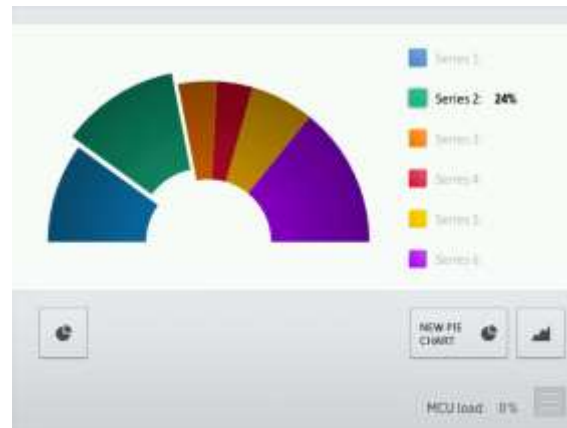 Series 1:
Series 2: 24%
Series 3:
Series 4:
Series 5:
Series 6:
NEW PIE
CHART
MCU load: 0%